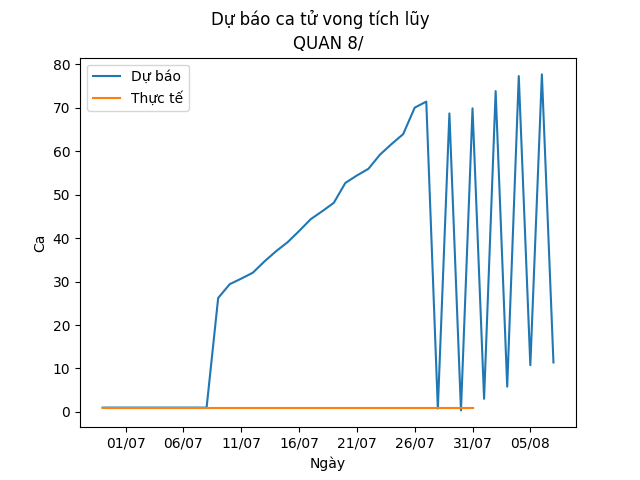 Dự báo ca tử vong tích lũy
QUAN 8/
Dự báo
Thực tế
Ca
80
70
60
50
40
30
20
10
0
01/07 06/07 11/07 16/07 21/07 26/07 31/07 05/08
Ngày